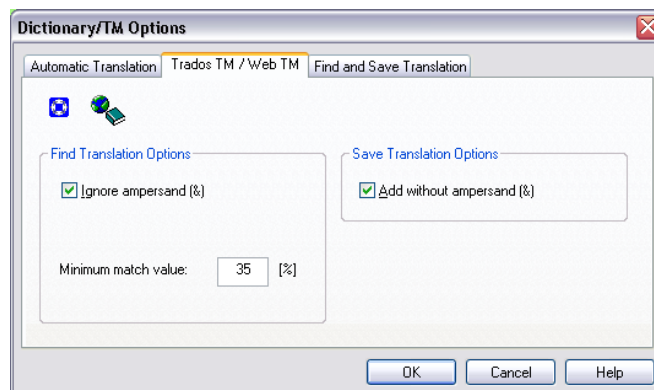 Dictionary/TM Options
Automatic Translation Trados TM / Web TM Find and Save Translation
Find Translation Options
Save Translation Options
Ignore ampersand (&)
Add without ampersand (&)
Minimum match value: 35 [%]
OK Cancel Help